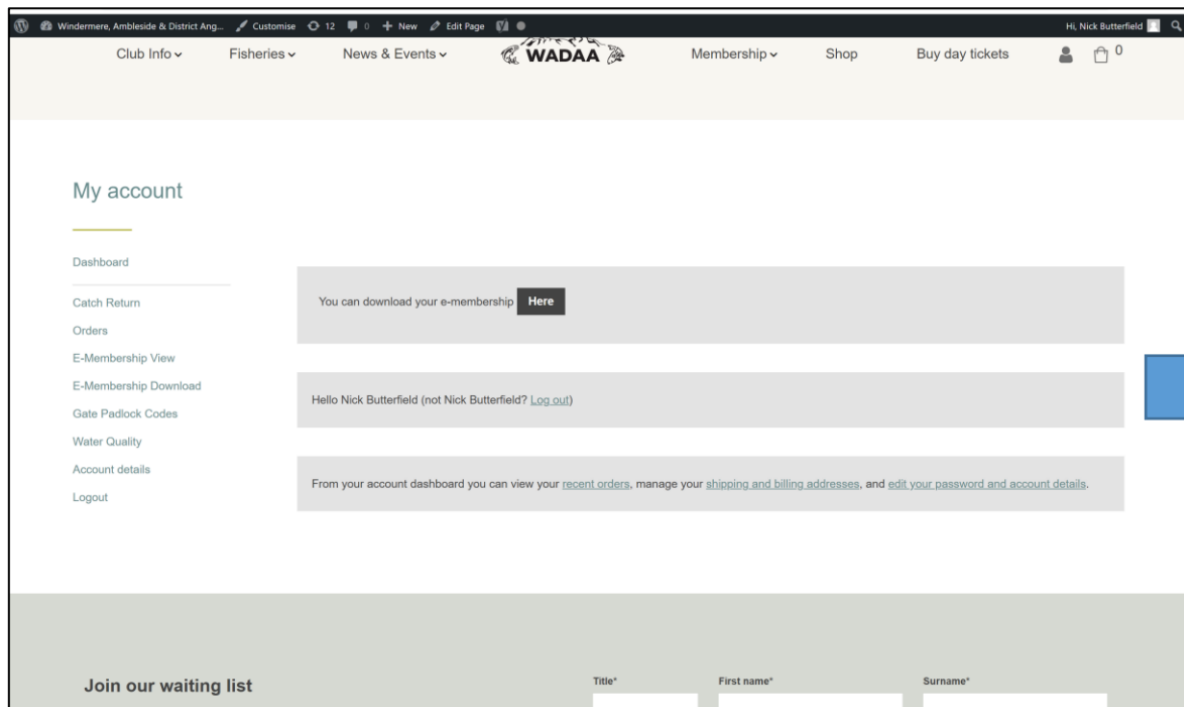 Windermere, Ambleside & District Ang... Customise 12 0 + New Edit Page Hi, Nick Butterfield
Club Info Fisheries News & Events WADAA Membership Shop Buy day tickets 0
My account
Dashboard
Catch Return
Orders
E-Membership View
E-Membership Download
Gate Padlock Codes
Water Quality
Account details
Logout
You can download your e-membership Here
Hello Nick Butterfield (not Nick Butterfield? Log out)
From your account dashboard you can view your recent orders, manage your shipping and billing addresses, and edit your password and account details.
Join our waiting list
Title* First name* Surname*